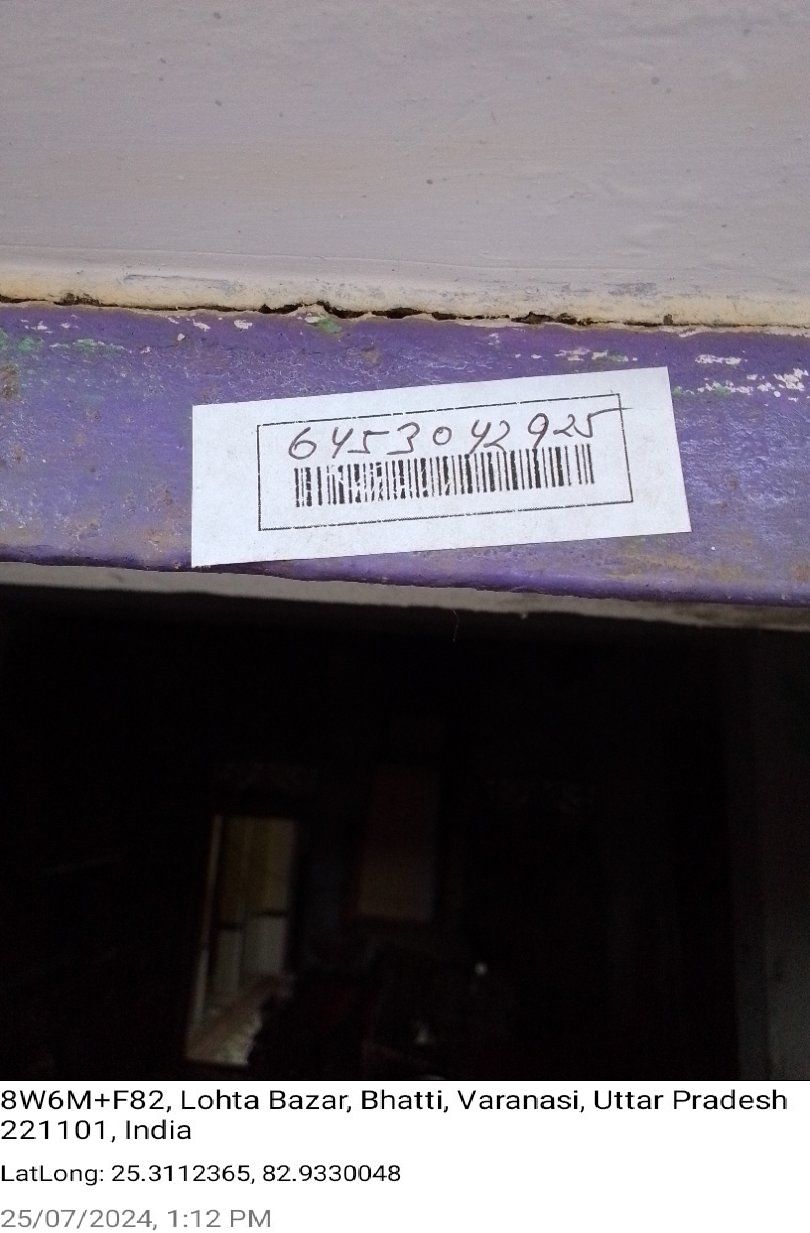 6453042925
8W6M+F82, Lohta Bazar, Bhatti, Varanasi, Uttar Pradesh
221101, India
LatLong: 25.3112365, 82.9330048
25/07/2024, 1:12 PM